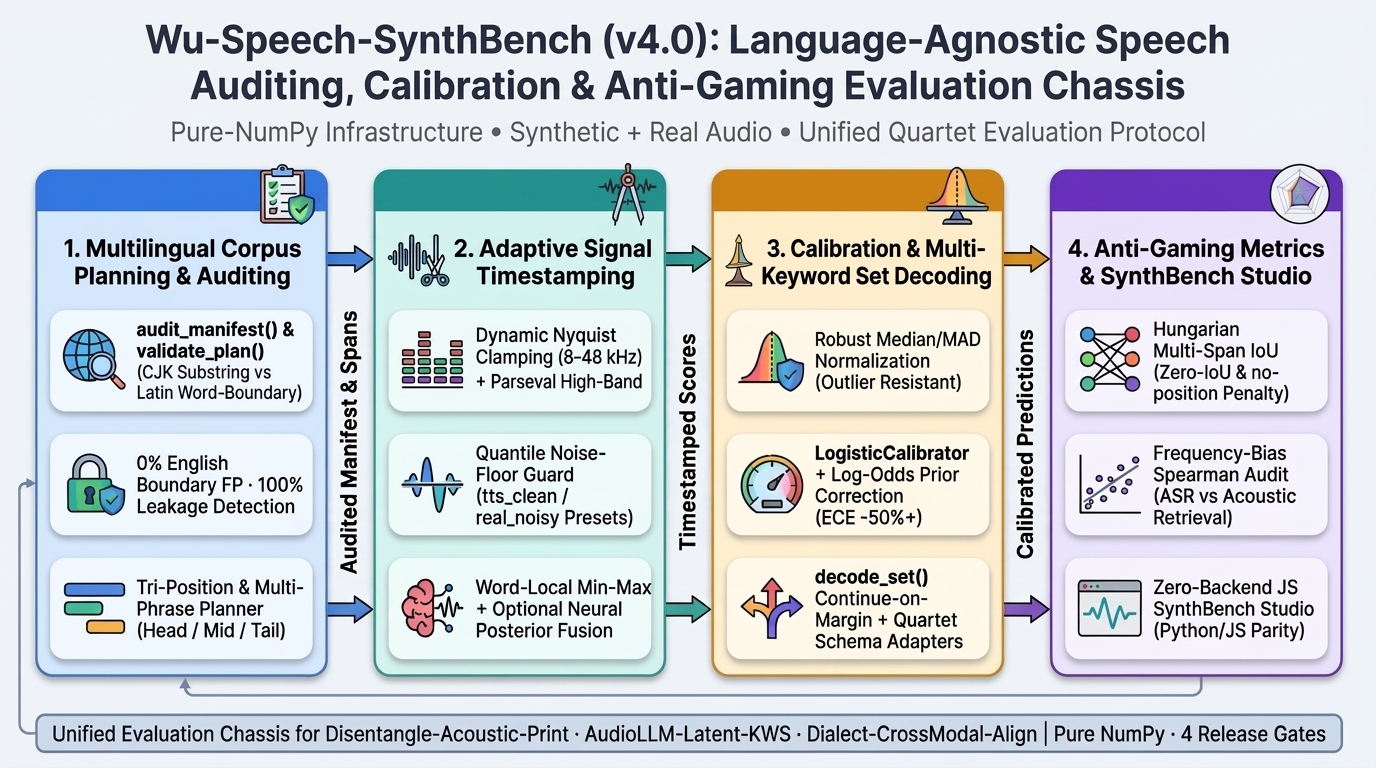 Wu-Speech-SynthBench (v4.0): Language-Agnostic Speech
Auditing, Calibration & Anti-Gaming Evaluation Chassis
Pure-NumPy Infrastructure • Synthetic + Real Audio • Unified Quartet Evaluation Protocol
1. Multilingual Corpus
Planning & Auditing
audit_manifest() &
validate_plan()
(CJK Substring vs
Latin Word-Boundary)
0% English
Boundary FP · 100%
Leakage Detection
Tri-Position & Multi-
Phrase Planner
(Head / Mid / Tail)
Audited Manifest & Spans
2. Adaptive Signal
Timestamping
Dynamic Nyquist
Clamping (8–48 kHz)
+ Parseval High-Band
Quantile Noise-
Floor Guard
(tts_clean /
real_noisy Presets)
Word-Local Min-Max
+ Optional Neural
Posterior Fusion
Timestamped Scores
3. Calibration & Multi-
Keyword Set Decoding
Robust Median/MAD
Normalization
(Outlier Resistant)
LogisticCalibrator
+ Log-Odds Prior
Correction
(ECE -50%+)
decode_set()
Continue-on-
Margin + Quartet
Schema Adapters
Calibrated Predictions
4. Anti-Gaming Metrics
& SynthBench Studio
Hungarian
Multi-Span IoU
(Zero-IoU & no-
position Penalty)
Frequency-Bias
Spearman Audit
(ASR vs Acoustic
Retrieval)
Zero-Backend JS
SynthBench Studio
(Python/JS Parity)
Unified Evaluation Chassis for Disentangle-Acoustic-Print · AudioLLM-Latent-KWS · Dialect-CrossModal-Align | Pure NumPy · 4 Release Gates